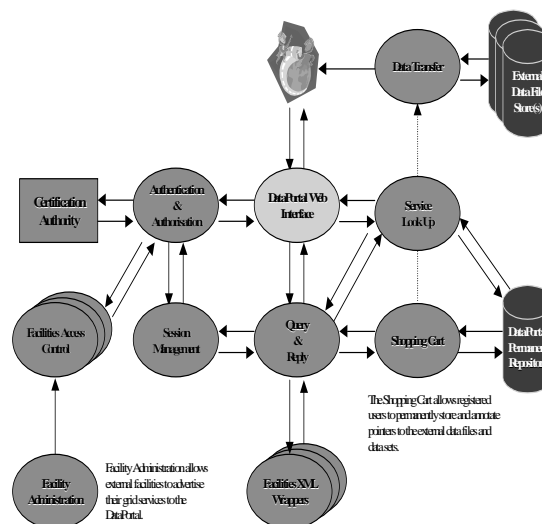 Data Transfer
External
Data File
Store(s)
Certification
Authority
Authentication
&
Authorisation
DataPortal Web
Interface
Service
Look Up
Facilities Access
Control
Session
Management
Query
&
Reply
Shopping Cart
DataPortal
Permanent
Repository
The Shopping Cart allows registered
users to permanently store and annotate
pointers to the external data files and
data sets.
Facility
Administration
Facility Administration allows
external facilities to advertise
their grid services to the
DataPortal.
Facilities XML
Wrappers